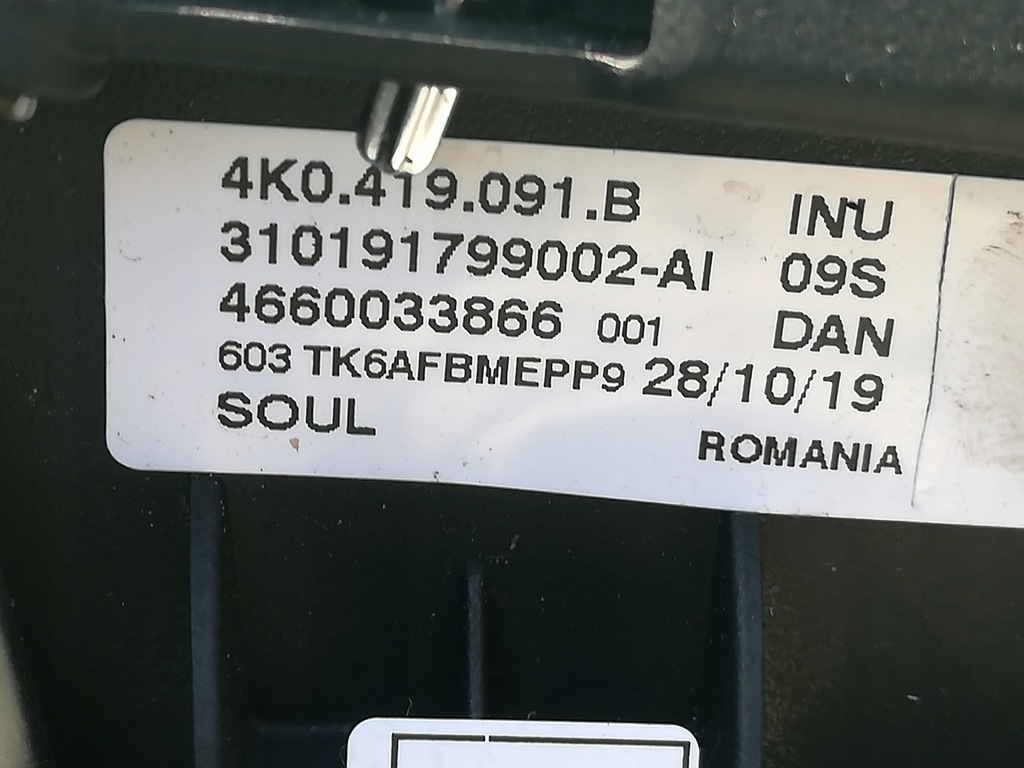 4K0.419.091.B INU
310191799002-AI 09S
4660033866 001 DAN
603 TK6AFBMEPP9 28/10/19
SOUL
ROMANIA